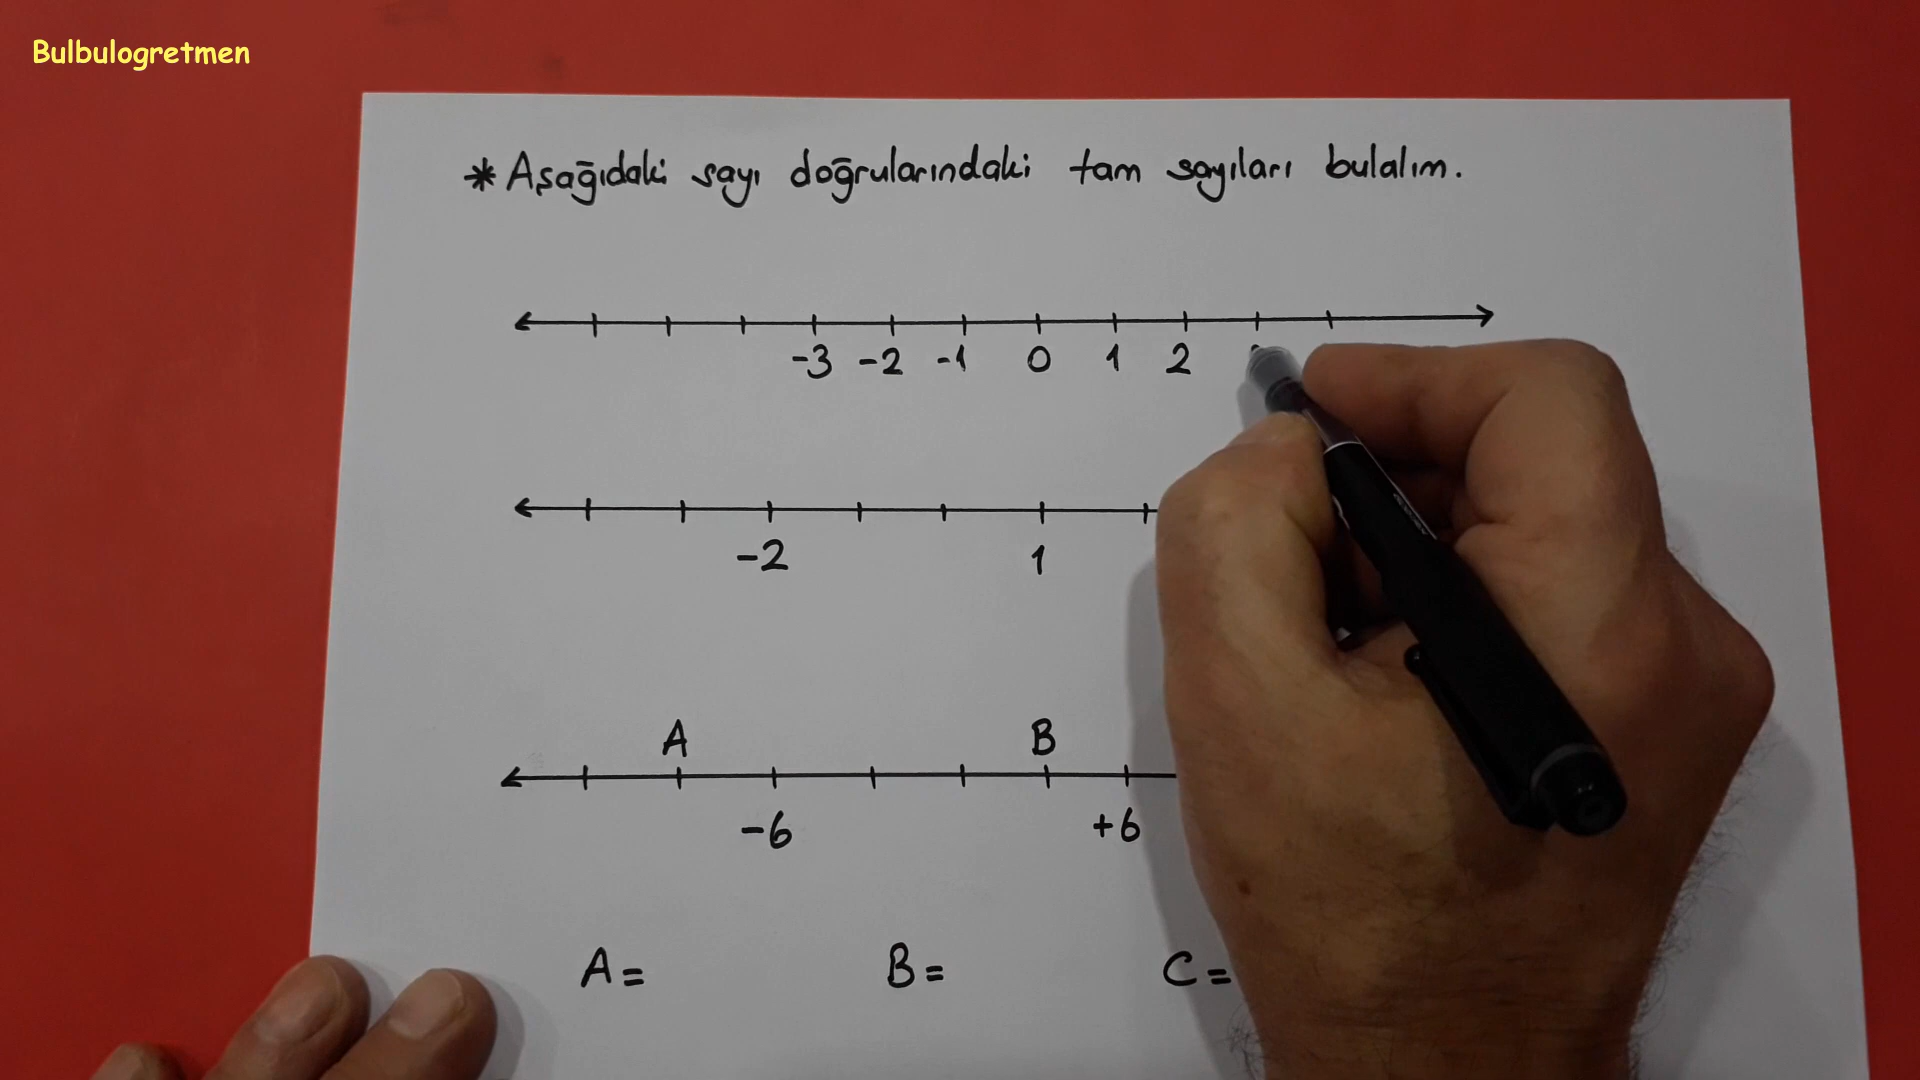 Bulbulogretmen
* Aşağıdaki sayı doğrularındaki tam sayıları bulalım.
-3 -2 -1 0 1 2
-2 1
A B
-6 +6
A = B = C =